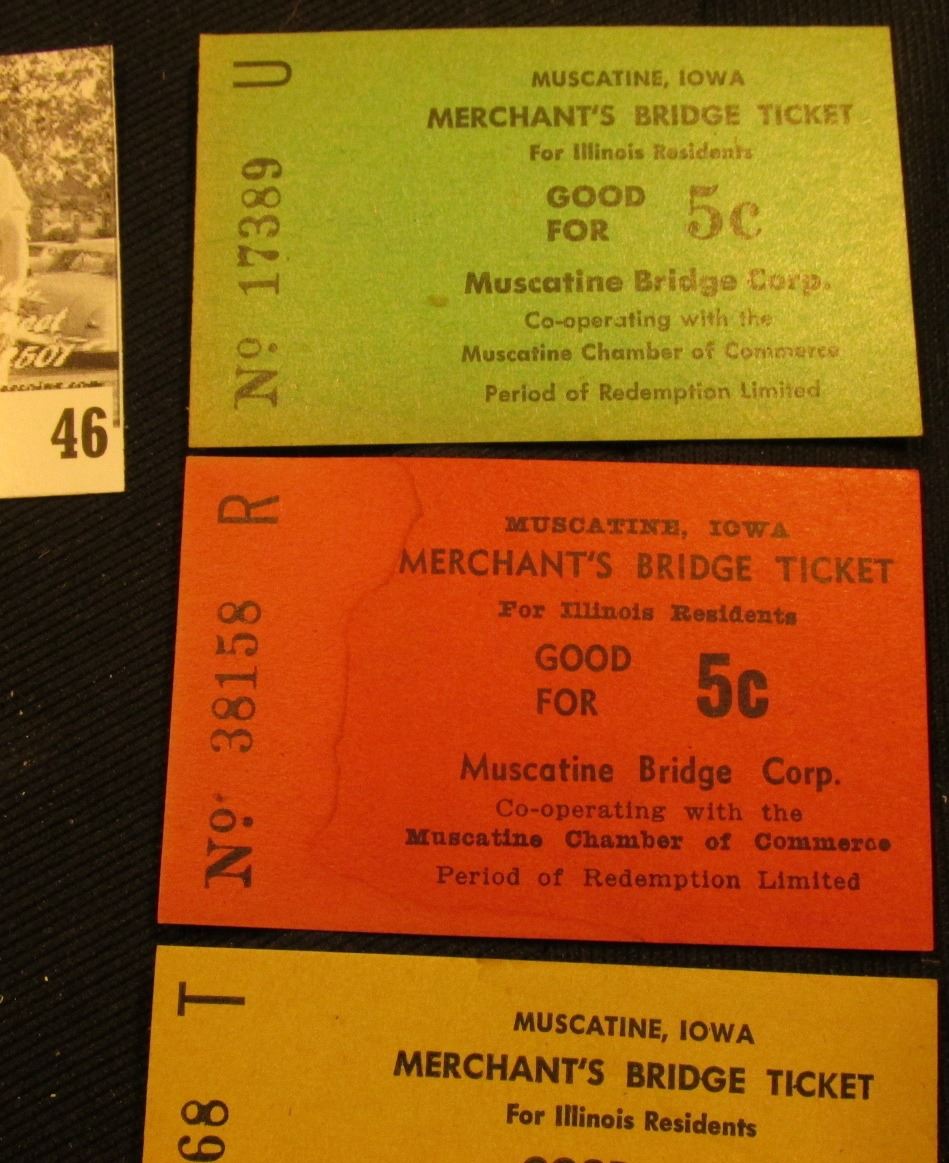 501
46
U
No. 17389
MUSCATINE, IOWA
MERCHANT'S BRIDGE TICKET
For Illinois Residents
GOOD
FOR
5c
Muscatine Bridge Corp.
Co-operating with the
Muscatine Chamber of Commerce
Period of Redemption Limited
R
No. 38158
MUSCATINE, IOWA
MERCHANT'S BRIDGE TICKET
For Illinois Residents
GOOD
FOR
5c
Muscatine Bridge Corp.
Co-operating with the
Muscatine Chamber of Commerce
Period of Redemption Limited
T
68
MUSCATINE, IOWA
MERCHANT'S BRIDGE TICKET
For Illinois Residents